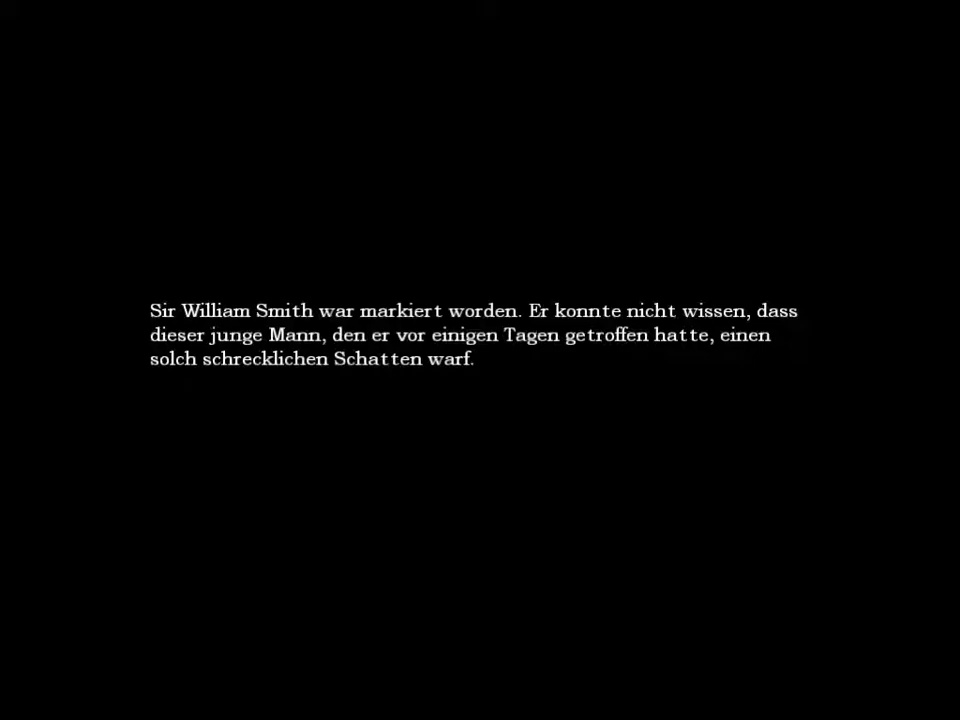 Sir William Smith war markiert worden. Er konnte nicht wissen, dass
dieser junge Mann, den er vor einigen Tagen getroffen hatte, einen
solch schrecklichen Schatten warf.